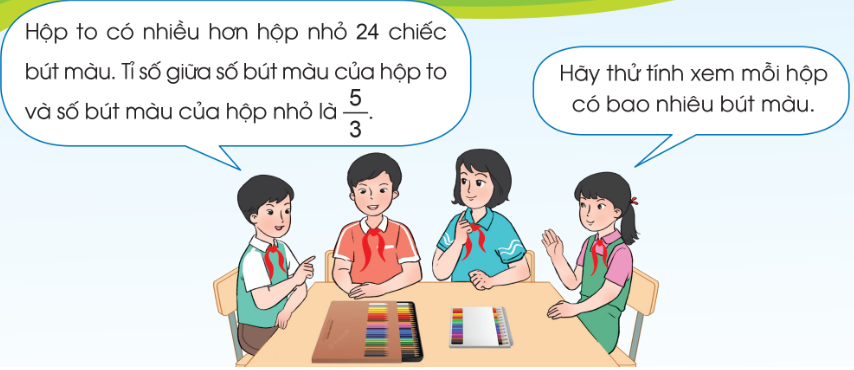 Hộp to có nhiều hơn hộp nhỏ 24 chiếc
bút màu. Tỉ số giữa số bút màu của hộp to
và số bút màu của hộp nhỏ là 5/3.
Hãy thử tính xem mỗi hộp
có bao nhiêu bút màu.